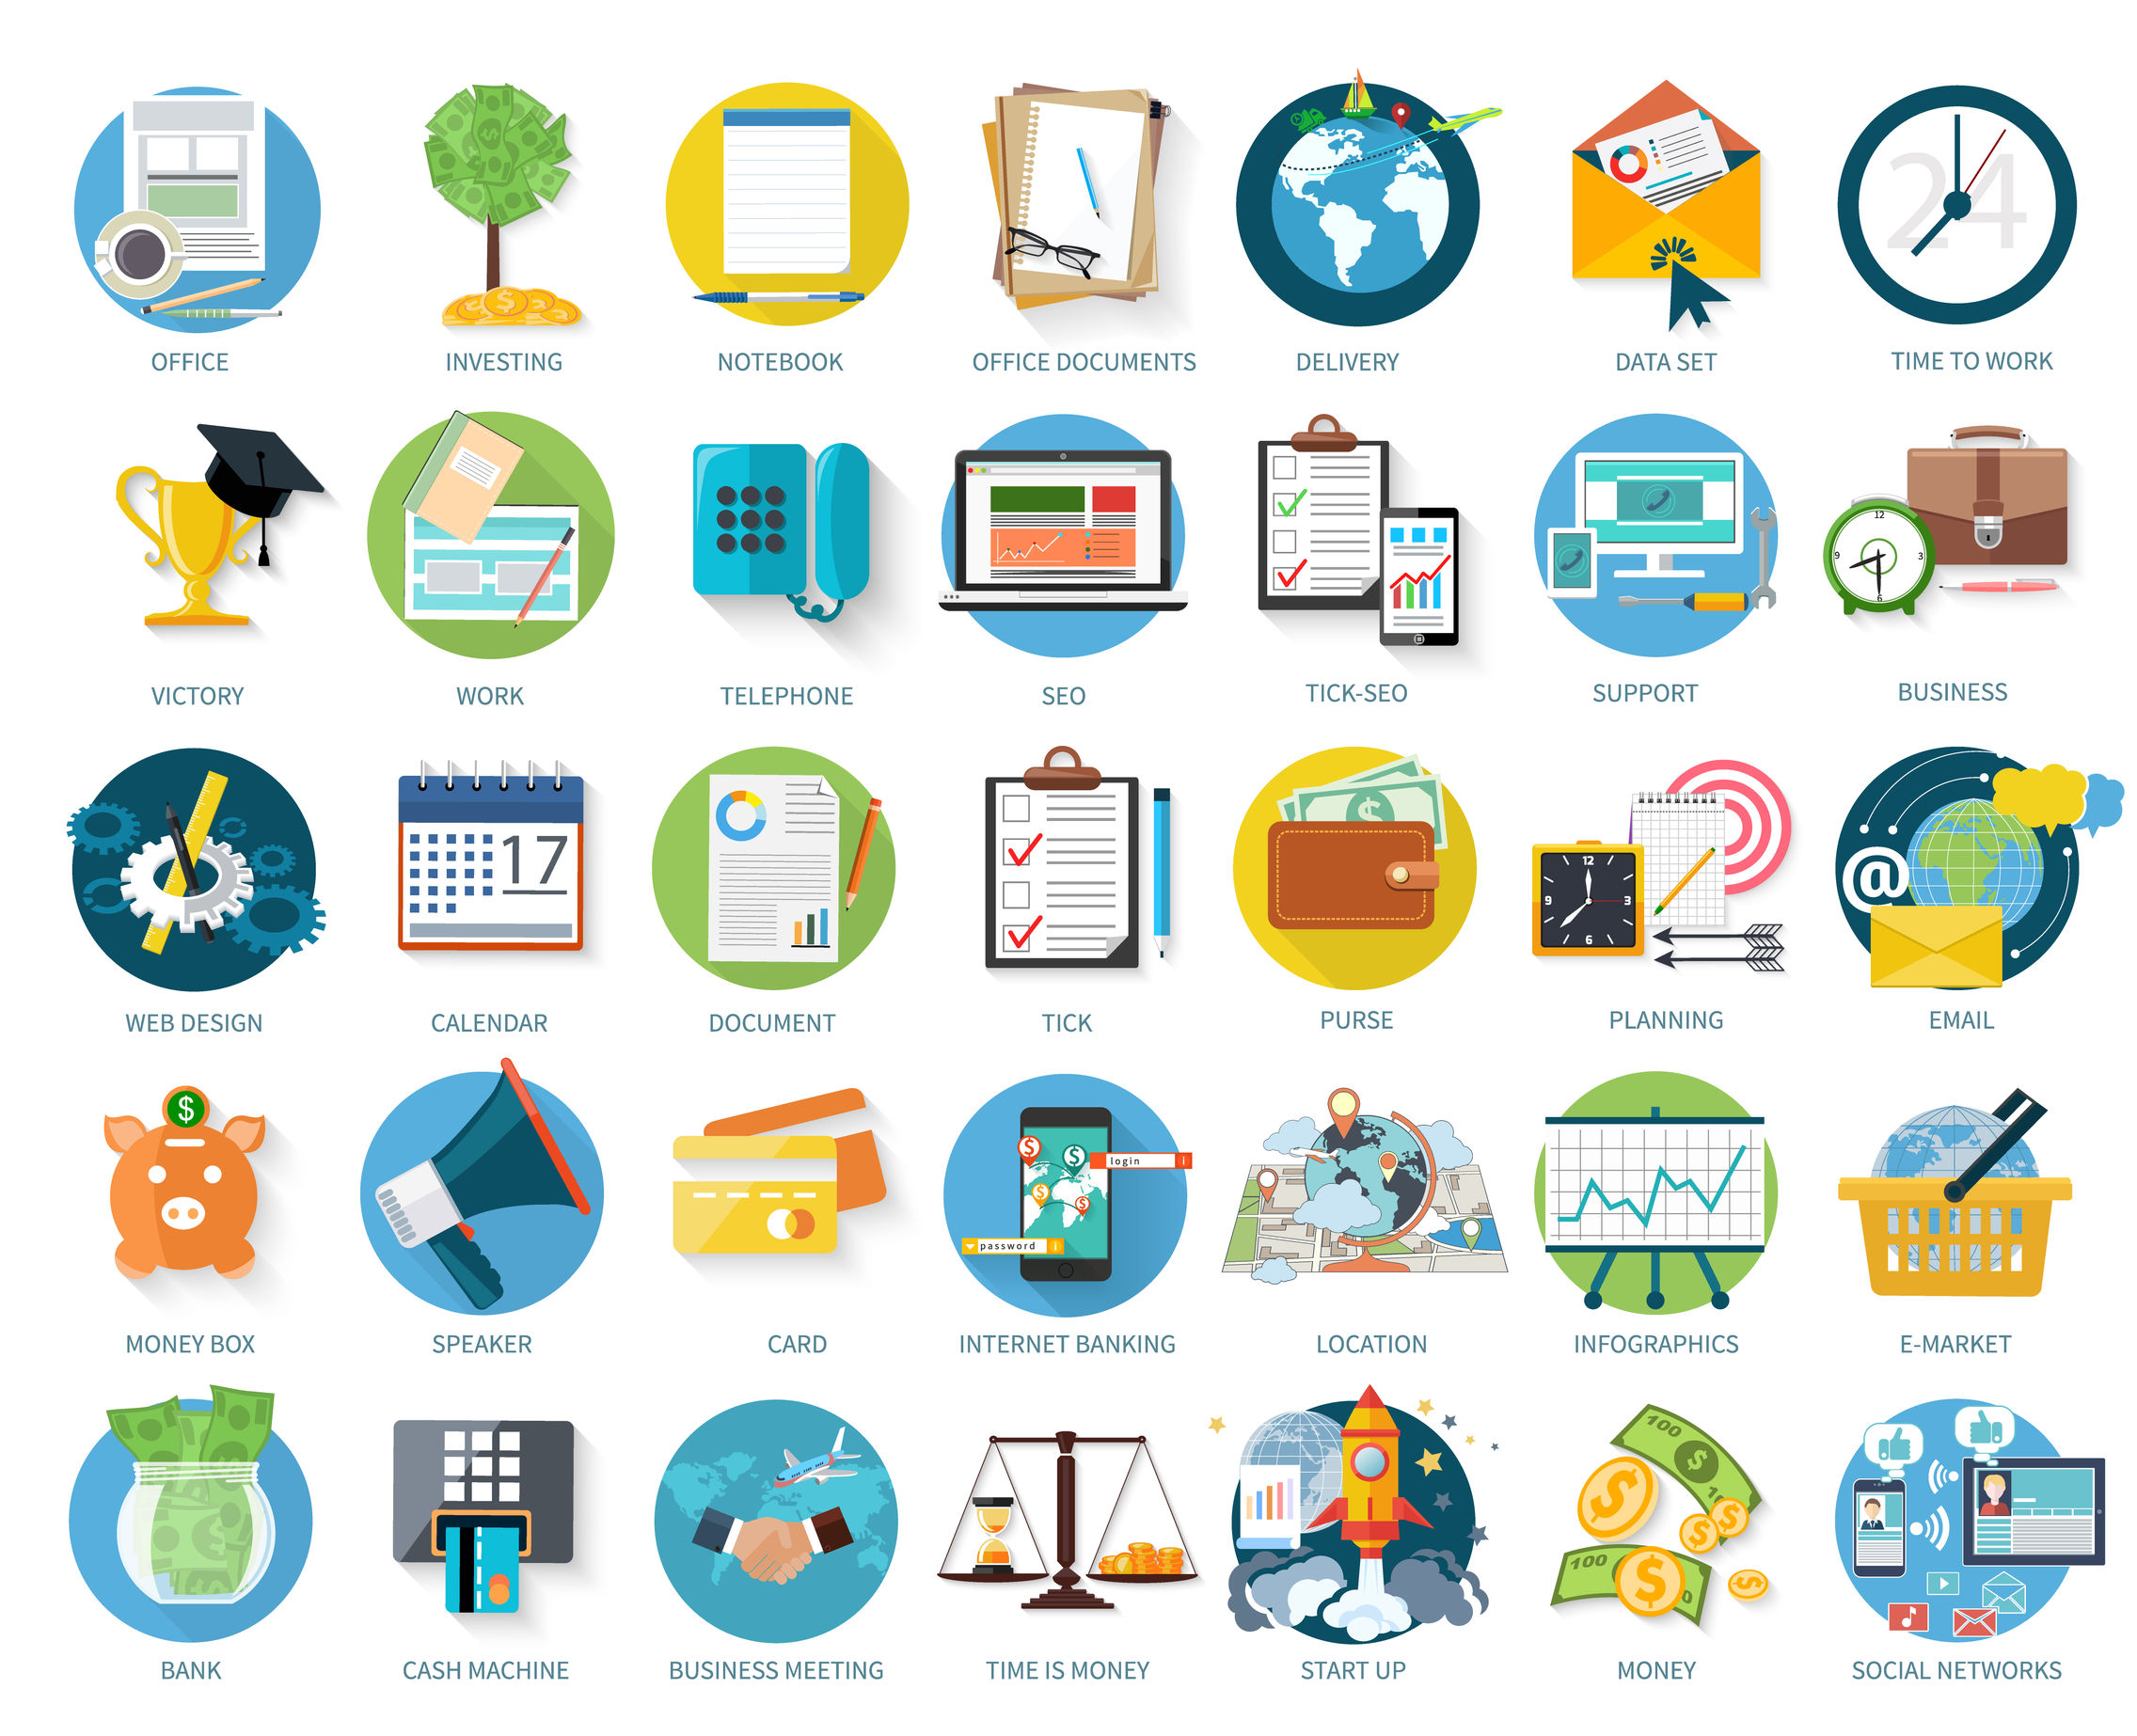 24
OFFICE
INVESTING
NOTEBOOK
OFFICE DOCUMENTS
DELIVERY
DATA SET
TIME TO WORK
12
9
3
6
VICTORY
WORK
TELEPHONE
SEO
TICK-SEO
SUPPORT
BUSINESS
17
$
12
9
3
6
@
WEB DESIGN
CALENDAR
DOCUMENT
TICK
PURSE
PLANNING
EMAIL
$
$
$
login
i
$
$
password
i
MONEY BOX
SPEAKER
CARD
INTERNET BANKING
LOCATION
INFOGRAPHICS
E-MARKET
100
$
$
$
$
100
$
$
BANK
CASH MACHINE
BUSINESS MEETING
TIME IS MONEY
START UP
MONEY
SOCIAL NETWORKS